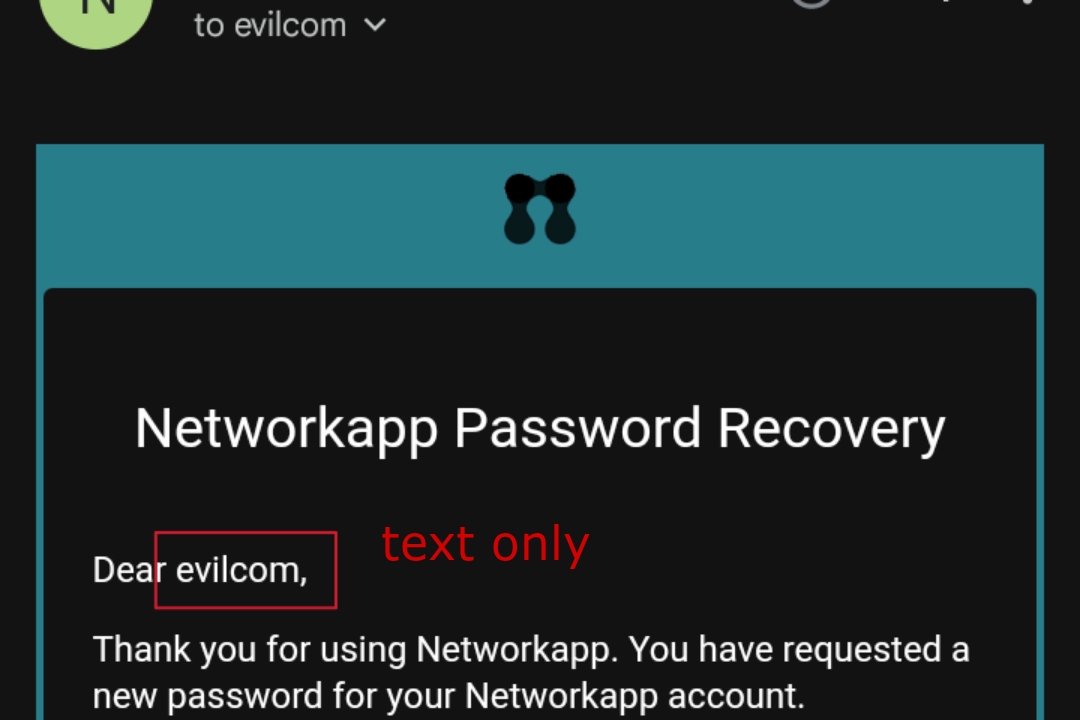 N
to evilcom
Networkapp Password Recovery
text only
Dear evilcom,
Thank you for using Networkapp. You have requested a
new password for your Networkapp account.